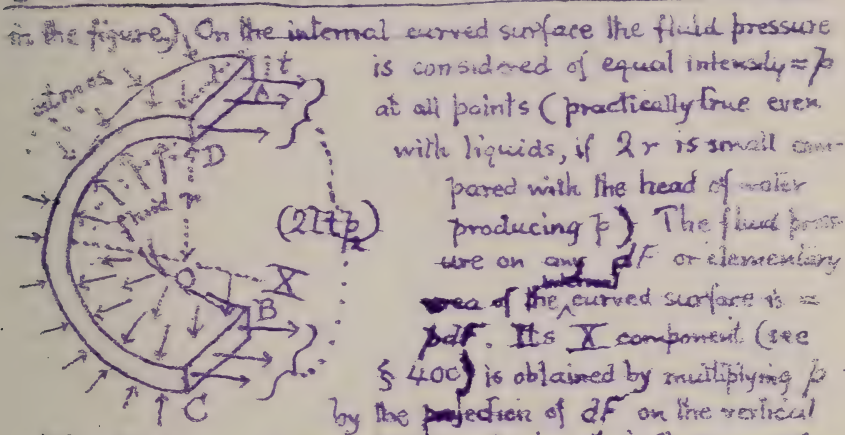 in the figure). On the internal curved surface the fluid pressure
is considered of equal intensity = p
at all points (practically true even
with liquids, if 2r is small com-
pared with the head of water
producing p) The fluid press-
ure on any dF or elementary
area of the internal curved surface is =
pdF. Its X component (see
§ 400) is obtained by multiplying p
by the projection of dF on the vertical
atmos
r
t
A
D
fluid
(2ltp₂)
O
X
B
C